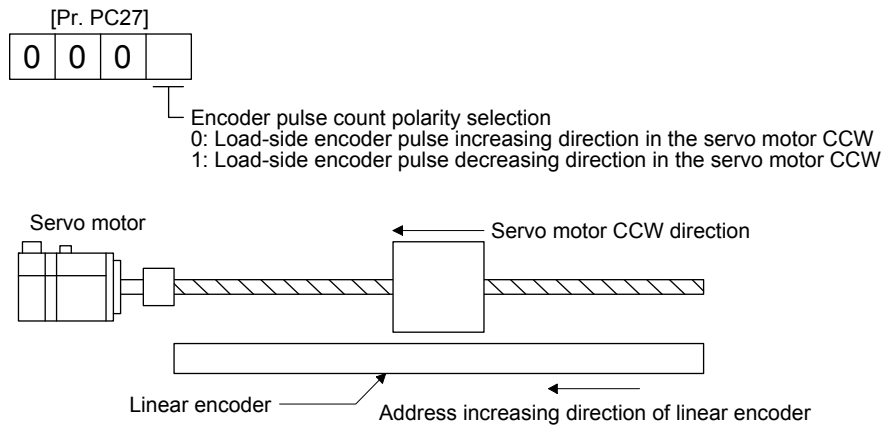 [Pr. PC27]
0 0 0
Encoder pulse count polarity selection
0: Load-side encoder pulse increasing direction in the servo motor CCW
1: Load-side encoder pulse decreasing direction in the servo motor CCW
Servo motor
Servo motor CCW direction
Linear encoder
Address increasing direction of linear encoder